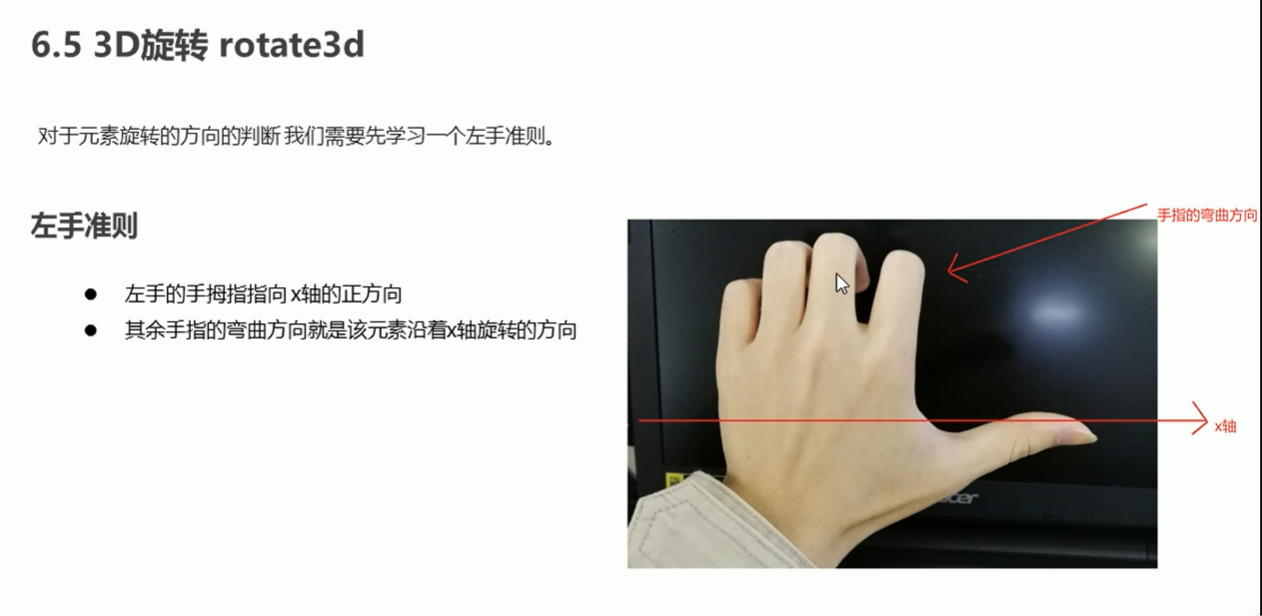 6.5 3D旋转 rotate3d
对于元素旋转的方向的判断 我们需要先学习一个左手准则。
左手准则
手指的弯曲方向
● 左手的手拇指指向 x轴的正方向
● 其余手指的弯曲方向就是该元素沿着x轴旋转的方向
x轴
acer